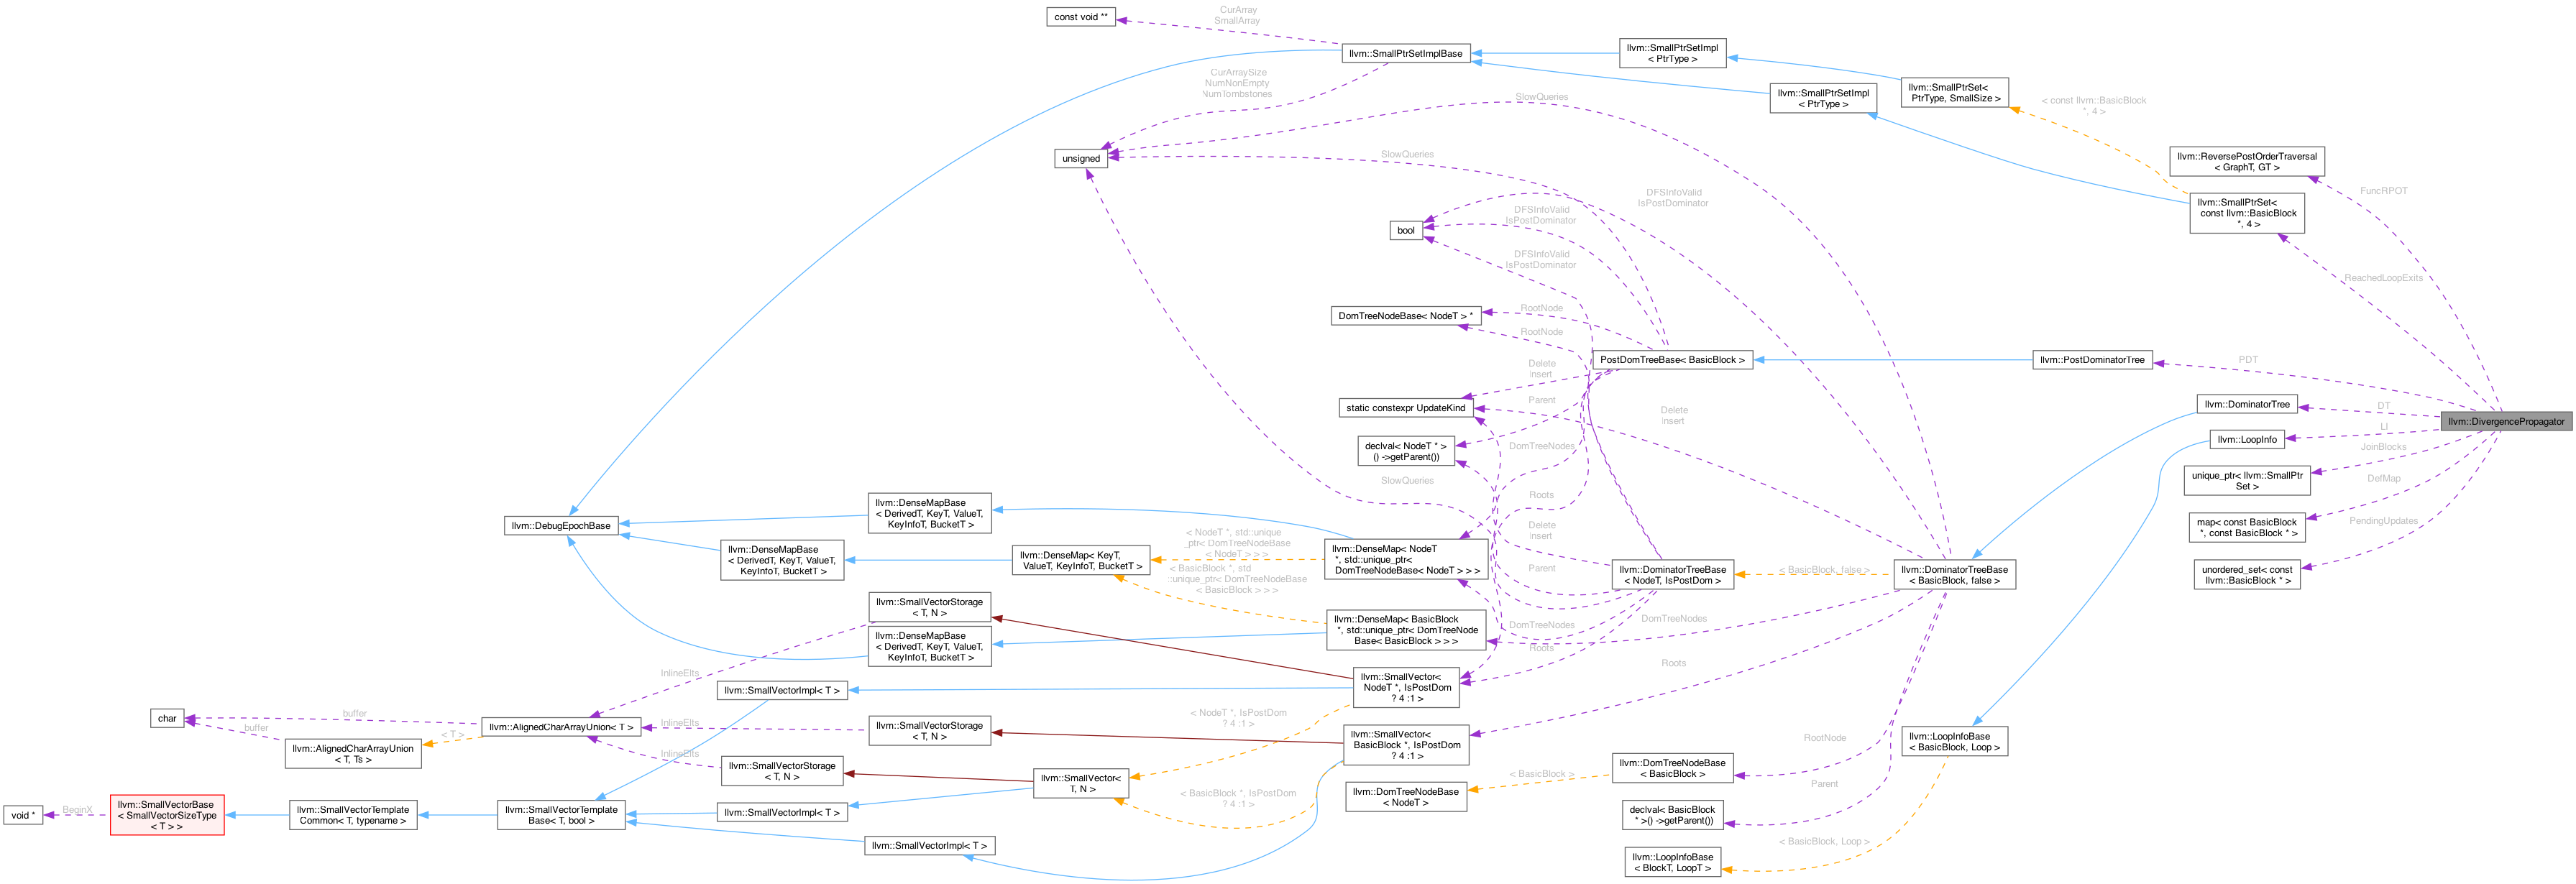 const void **
CurArray
SmallArray
llvm::SmallPtrSetImplBase
llvm::SmallPtrSetImpl
< PtrType >
CurArraySize
NumNonEmpty
NumTombstones
llvm::SmallPtrSetImpl
< PtrType >
llvm::SmallPtrSet<
PtrType, SmallSize >
SlowQueries
< const llvm::BasicBlock
*, 4 >
unsigned
SlowQueries
llvm::ReversePostOrderTraversal
< GraphT, GT >
FuncRPOT
DFSInfoValid
IsPostDominator
llvm::SmallPtrSet<
const llvm::BasicBlock
*, 4 >
bool
DFSInfoValid
IsPostDominator
DFSInfoValid
IsPostDominator
ReachedLoopExits
DomTreeNodeBase< NodeT > *
RootNode
RootNode
PostDomTreeBase< BasicBlock >
llvm::PostDominatorTree
PDT
Delete
Insert
static constexpr UpdateKind
Parent
Delete
Insert
llvm::DominatorTree
DT
llvm::DivergencePropagator
LI
llvm::LoopInfo
declval< NodeT * >
() ->getParent())
DomTreeNodes
JoinBlocks
unique_ptr< llvm::SmallPtr
Set >
SlowQueries
DefMap
Roots
llvm::DenseMapBase
< DerivedT, KeyT, ValueT,
KeyInfoT, BucketT >
llvm::DebugEpochBase
map< const BasicBlock
*, const BasicBlock * >
PendingUpdates
Delete
Insert
< NodeT *, std::unique
_ptr< DomTreeNodeBase
< NodeT > > >
llvm::DenseMapBase
< DerivedT, KeyT, ValueT,
KeyInfoT, BucketT >
llvm::DenseMap< KeyT,
ValueT, KeyInfoT, BucketT >
llvm::DenseMap< NodeT
*, std::unique_ptr<
DomTreeNodeBase< NodeT > > >
< BasicBlock *, std
::unique_ptr< DomTreeNodeBase
< BasicBlock > > >
Parent
llvm::DominatorTreeBase
< NodeT, IsPostDom >
< BasicBlock, false >
llvm::DominatorTreeBase
< BasicBlock, false >
unordered_set< const
llvm::BasicBlock * >
llvm::SmallVectorStorage
< T, N >
llvm::DenseMap< BasicBlock
*, std::unique_ptr< DomTreeNode
Base< BasicBlock > > >
DomTreeNodes
DomTreeNodes
llvm::DenseMapBase
< DerivedT, KeyT, ValueT,
KeyInfoT, BucketT >
Roots
Roots
InlineElts
llvm::SmallVector<
NodeT *, IsPostDom
? 4 :1 >
llvm::SmallVectorImpl< T >
char
buffer
buffer
llvm::AlignedCharArrayUnion< T >
InlineElts
llvm::SmallVectorStorage
< T, N >
< NodeT *, IsPostDom
? 4 :1 >
llvm::SmallVector<
BasicBlock *, IsPostDom
? 4 :1 >
RootNode
llvm::LoopInfoBase
< BasicBlock, Loop >
< T >
llvm::AlignedCharArrayUnion
< T, Ts >
InlineElts
llvm::SmallVectorStorage
< T, N >
llvm::SmallVector<
T, N >
< BasicBlock >
llvm::DomTreeNodeBase
< BasicBlock >
Parent
llvm::DomTreeNodeBase
< NodeT >
< BasicBlock *, IsPostDom
? 4 :1 >
void *
BeginX
llvm::SmallVectorBase
< SmallVectorSizeType
< T > >
llvm::SmallVectorTemplate
Common< T, typename >
llvm::SmallVectorTemplate
Base< T, bool >
llvm::SmallVectorImpl< T >
declval< BasicBlock
* >() ->getParent())
llvm::SmallVectorImpl< T >
< BasicBlock, Loop >
llvm::LoopInfoBase
< BlockT, LoopT >